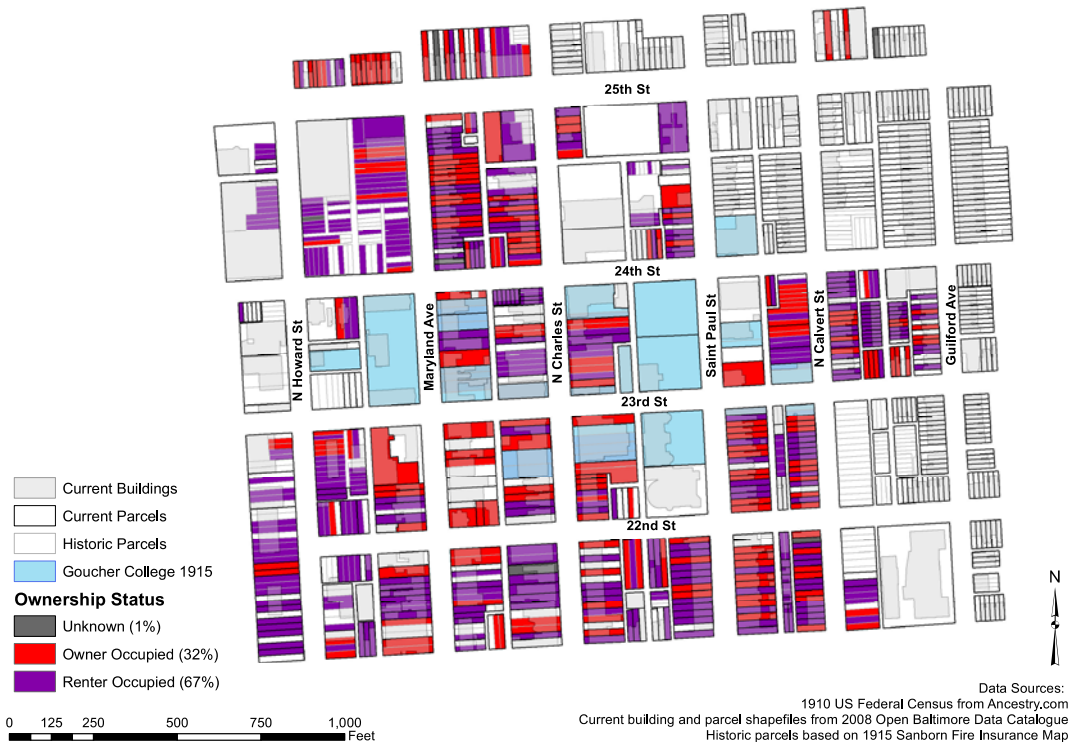 25th St
24th St
N Howard St
Maryland Ave
N Charles St
Saint Paul St
N Calvert St
Guilford Ave
23rd St
22nd St
Current Buildings
Current Parcels
Historic Parcels
Goucher College 1915
Ownership Status
Unknown (1%)
Owner Occupied (32%)
Renter Occupied (67%)
0 125 250 500 750 1,000
Feet
N
Data Sources:
1910 US Federal Census from Ancestry.com
Current building and parcel shapefiles from 2008 Open Baltimore Data Catalogue
Historic parcels based on 1915 Sanborn Fire Insurance Map